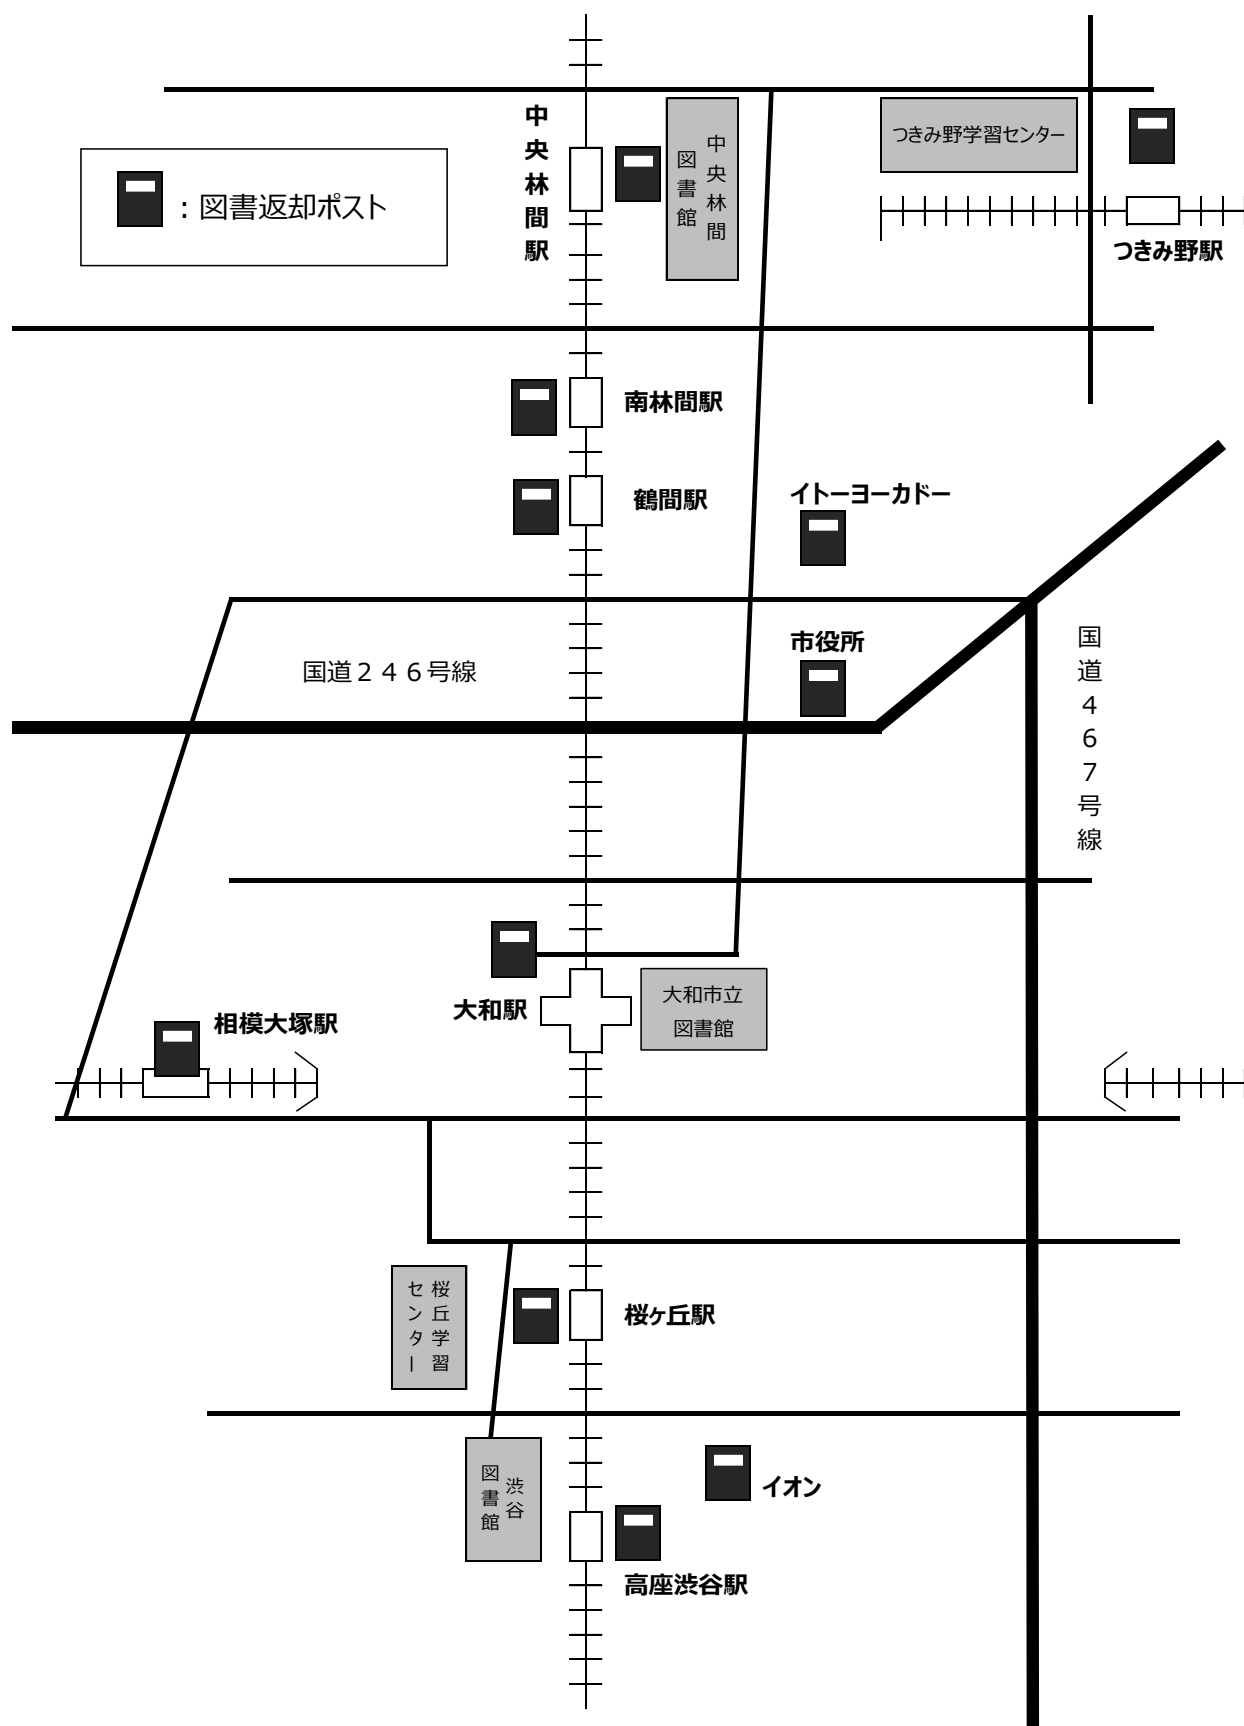 中央林間駅
中央林間
図書館
つきみ野学習センター
：図書返却ポスト
つきみ野駅
南林間駅
鶴間駅
イトーヨーカドー
市役所
国道２４６号線
国道４６７号線
大和駅
大和市立
図書館
相模大塚駅
桜丘学習
センター
桜ヶ丘駅
渋谷
図書館
イオン
高座渋谷駅